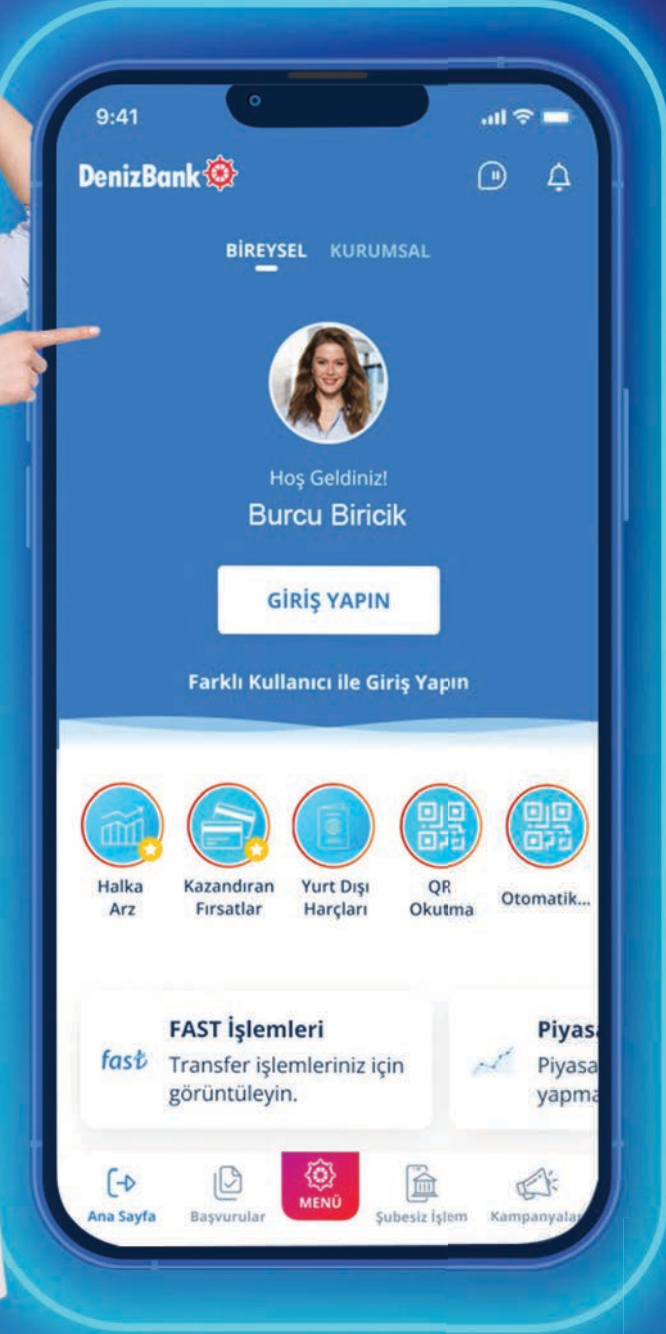 9:41
DenizBank
BİREYSEL KURUMSAL
Hoş Geldiniz!
Burcu Biricik
GİRİŞ YAPIN
Farklı Kullanıcı ile Giriş Yapın
Halka Arz
Kazandıran Fırsatlar
Yurt Dışı Harçları
QR Okutma
Otomatik...
FAST İşlemleri
fast
Transfer işlemleriniz için
görüntüleyin.
Piyasa
Piyasa
yapma
Ana Sayfa
Başvurular
MENÜ
Şubesiz İşlem
Kampanyalar